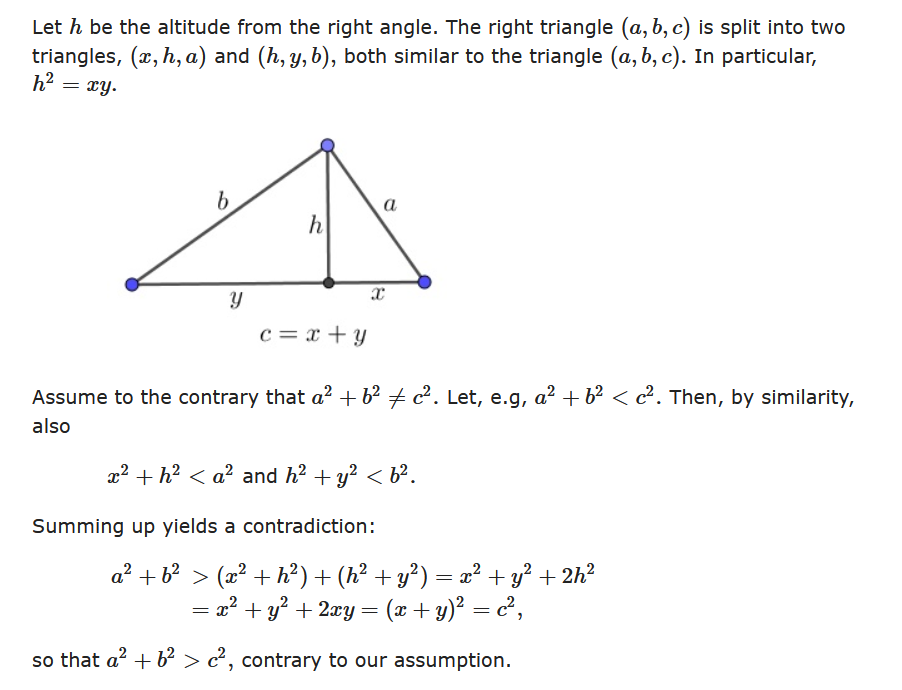 Let h be the altitude from the right angle. The right triangle (a, b, c) is split into two
triangles, (x, h, a) and (h, y, b), both similar to the triangle (a, b, c). In particular,
h² = xy.
b
a
h
y
x
c = x + y
Assume to the contrary that a² + b² ≠ c². Let, e.g, a² + b² < c². Then, by similarity,
also
x² + h² < a² and h² + y² < b².
Summing up yields a contradiction:
a² + b² > (x² + h²) + (h² + y²) = x² + y² + 2h²
= x² + y² + 2xy = (x + y)² = c²,
so that a² + b² > c², contrary to our assumption.